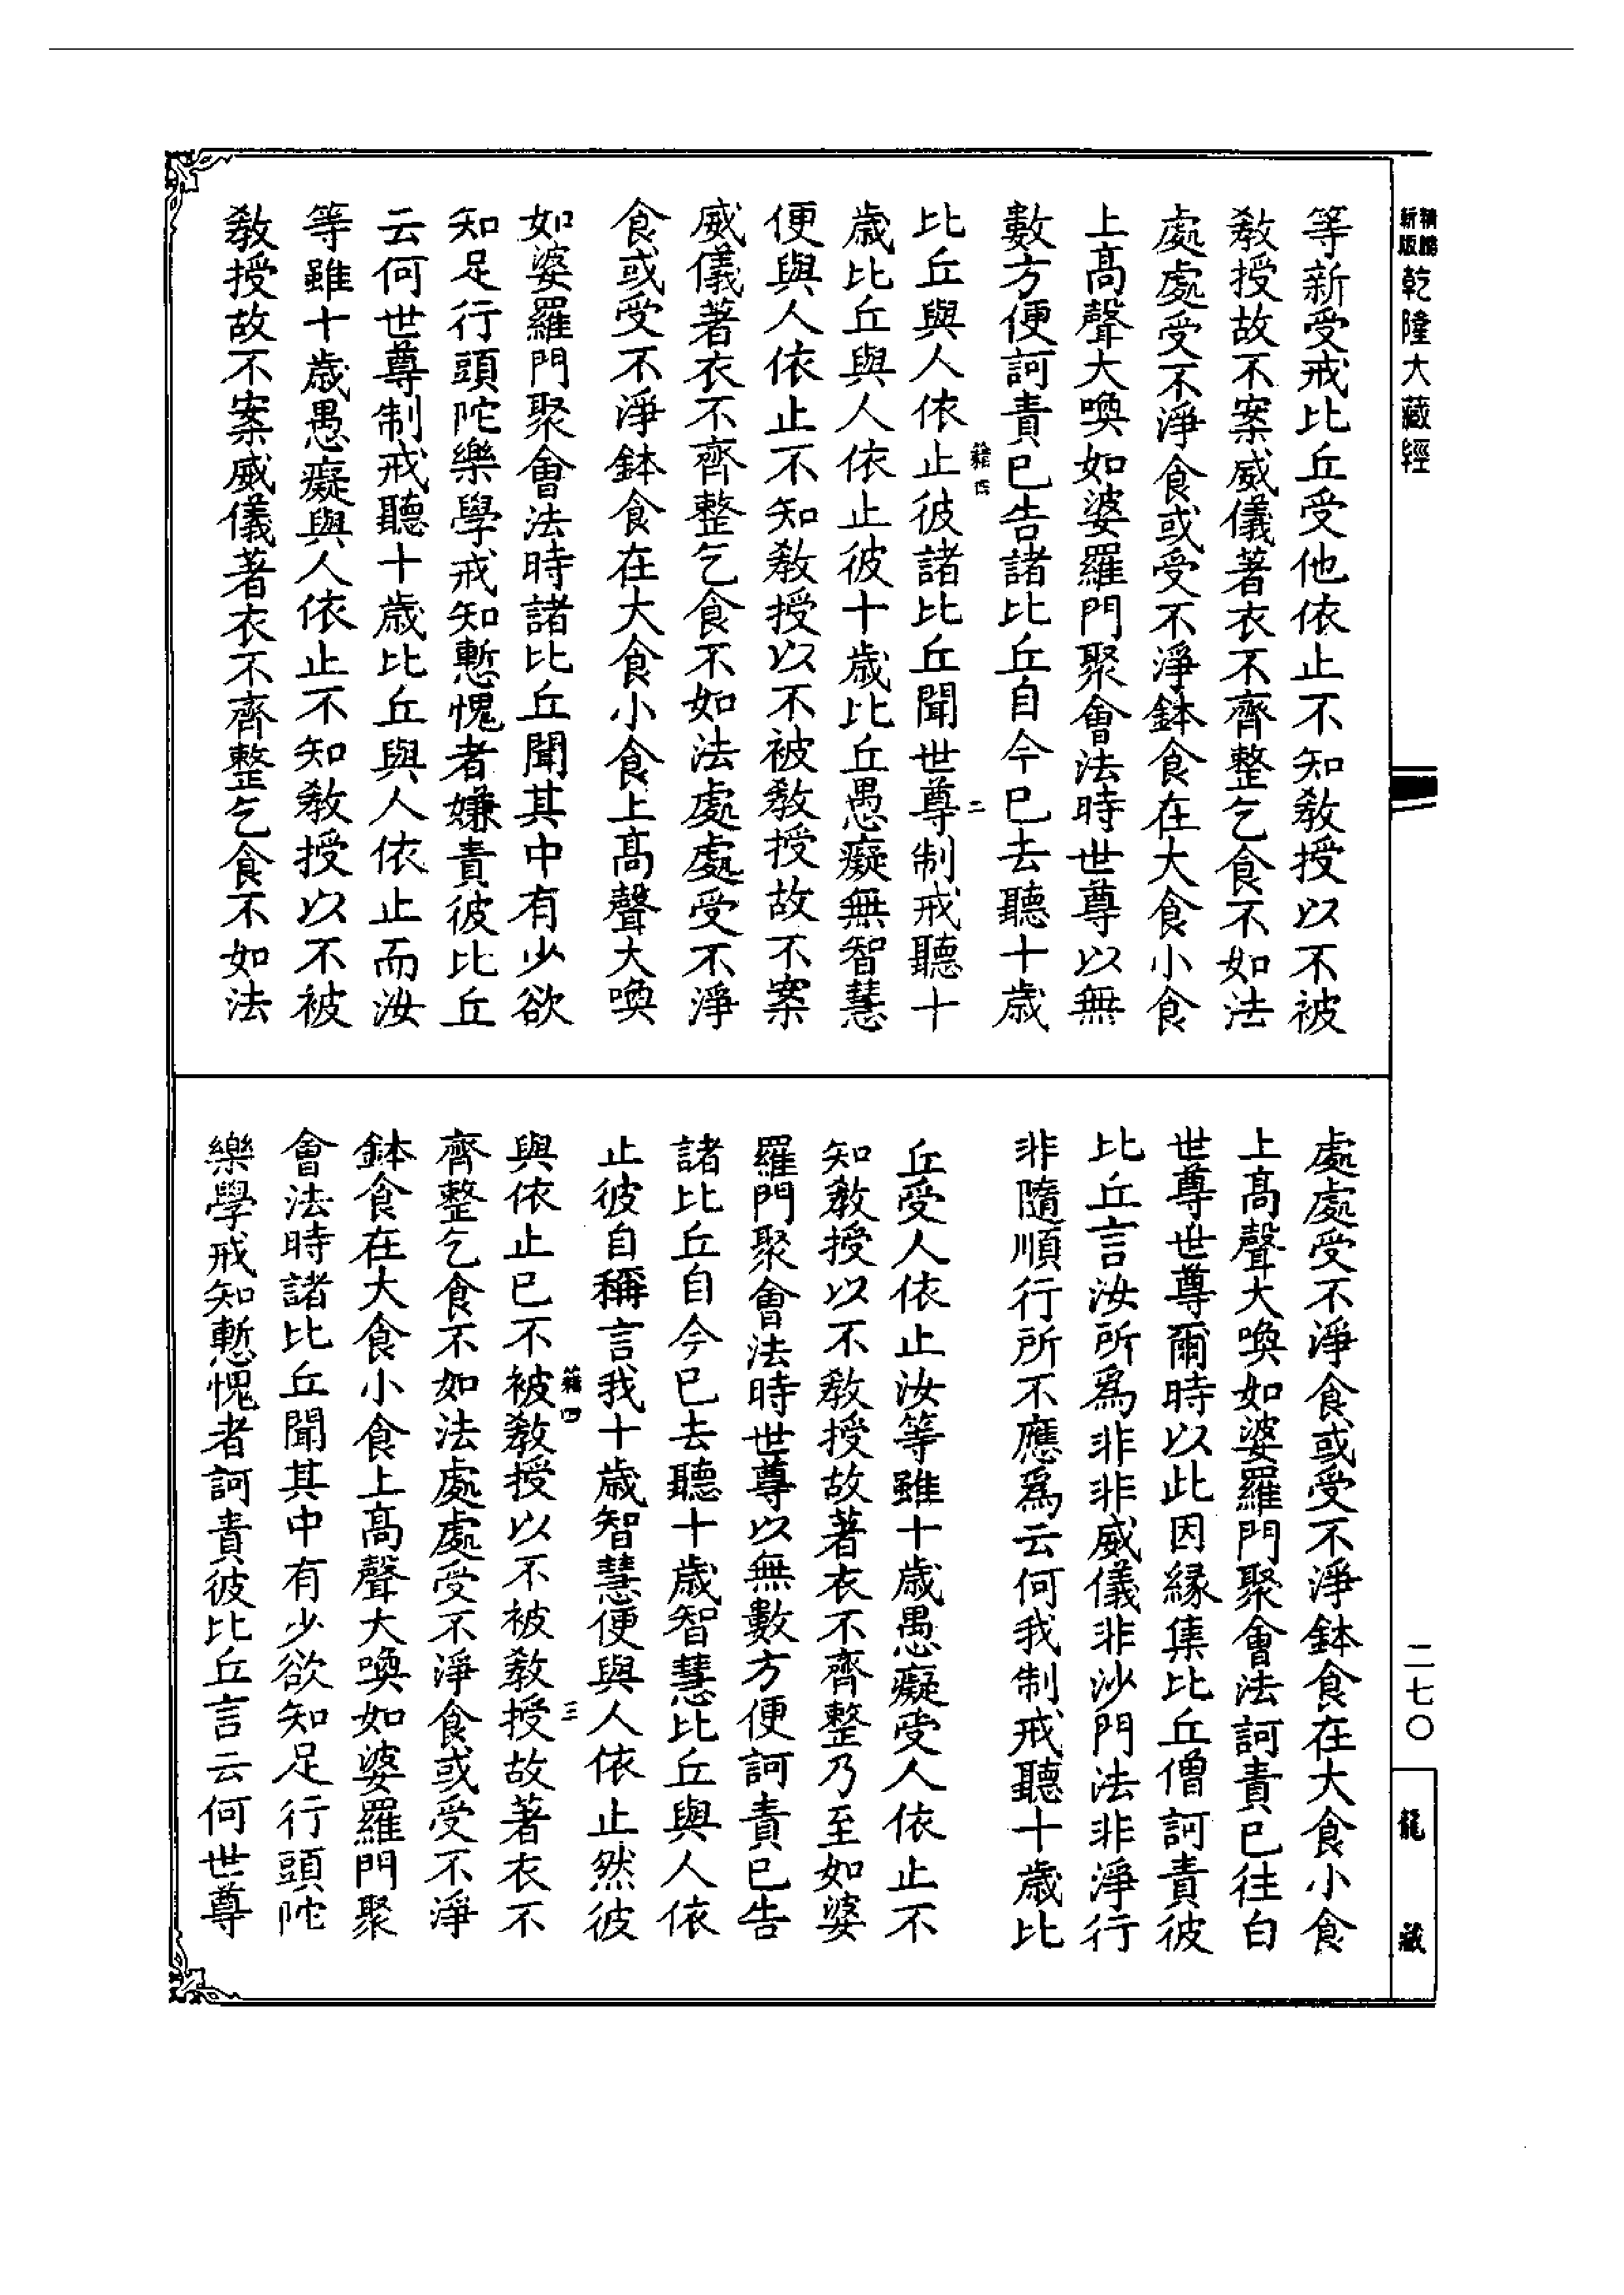 新版
精縮
乾隆大藏經
等新受戒比丘受他依止不知教授以不被
教授故不案威儀著衣不齊整乞食不如法
處處受不淨食或受不淨鉢食在大食小食
上高聲大喚如婆羅門聚會法時世尊以無
數方便訶責已告諸比丘自今已去聽十歲
籍四
二
比丘與人依止彼諸比丘聞世尊制戒聽十
歲比丘與人依止彼十歲比丘愚癡無智慧
便與人依止不知教授以不被教授故不案
威儀著衣不齊整乞食不如法處處受不淨
食或受不淨鉢食在大食小食上高聲大喚
如婆羅門聚會法時諸比丘聞其中有少欲
知足行頭陀樂學戒知慙愧者嫌責彼比丘
云何世尊制戒聽十歲比丘與人依止而汝
等雖十歲愚癡與人依止不知教授以不被
教授故不案威儀著衣不齊整乞食不如法
處處受不淨食或受不淨鉢食在大食小食
上高聲大喚如婆羅門聚會法訶責已往白
世尊世尊爾時以此因緣集比丘僧訶責彼
比丘言汝所爲非非威儀非沙門法非淨行
非隨順行所不應爲云何我制戒聽十歲比
丘受人依止汝等雖十歲愚癡受人依止不
知教授以不教授故著衣不齊整乃至如婆
羅門聚會法時世尊以無數方便訶責已告
諸比丘自今已去聽十歲智慧比丘與人依
止彼自稱言我十歲智慧便與人依止然彼
籍四
三
與依止已不被教授以不被教授故著衣不
齊整乞食不如法處處受不淨食或受不淨
鉢食在大食小食上高聲大喚如婆羅門聚
會法時諸比丘聞其中有少欲知足行頭陀
樂學戒知慙愧者訶責彼比丘言云何世尊
二七〇
龍藏